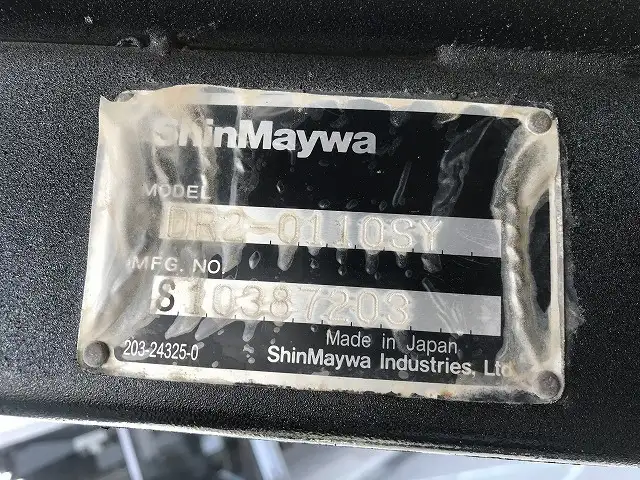 ShinMaywa
MODEL
DR2-0110SY
MFG. NO.
S10387203
203-24325-0
Made in Japan
ShinMaywa Industries, Ltd